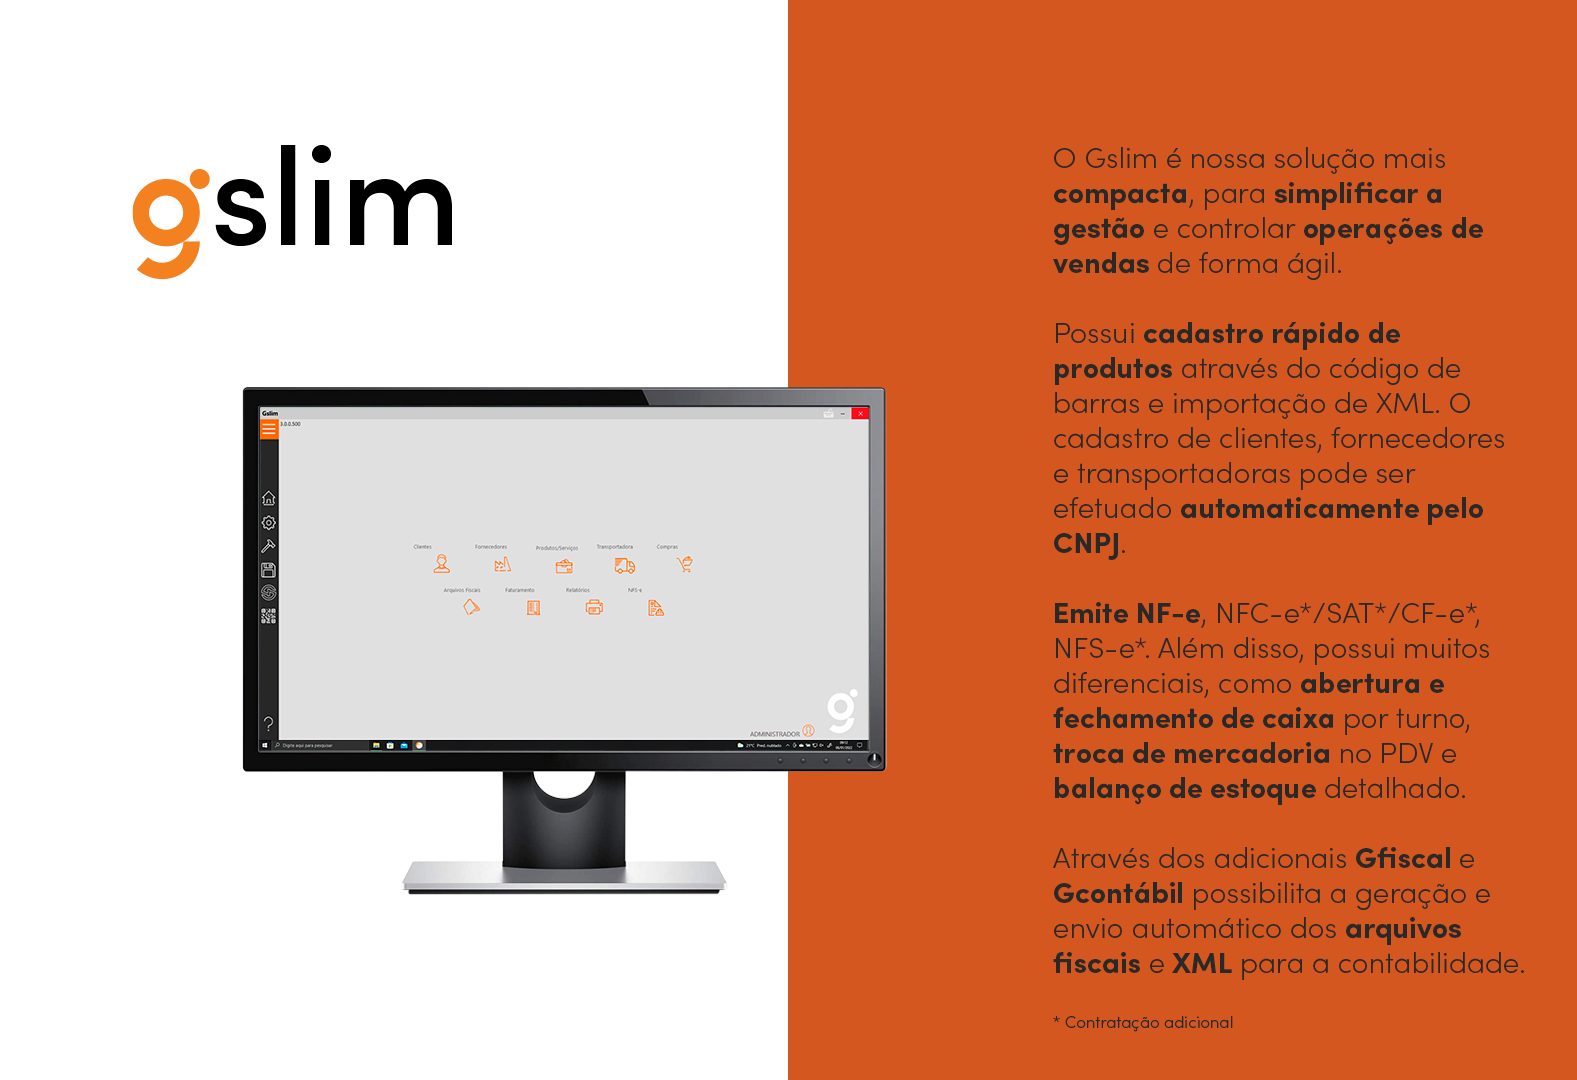 gslim
Gslim
3.0.0.500
Clientes Fornecedores Produtos/Serviços Transportadora Compras
Arquivos Fiscais Faturamento Relatórios NFS-e
ADMINISTRADOR
Digite aqui para pesquisar
21°C Pred. nublado
O Gslim é nossa solução mais
compacta, para simplificar a
gestão e controlar operações de
vendas de forma ágil.
Possui cadastro rápido de
produtos através do código de
barras e importação de XML. O
cadastro de clientes, fornecedores
e transportadoras pode ser
efetuado automaticamente pelo
CNPJ.
Emite NF-e, NFC-e*/SAT*/CF-e*,
NFS-e*. Além disso, possui muitos
diferenciais, como abertura e
fechamento de caixa por turno,
troca de mercadoria no PDV e
balanço de estoque detalhado.
Através dos adicionais Gfiscal e
Gcontábil possibilita a geração e
envio automático dos arquivos
fiscais e XML para a contabilidade.
* Contratação adicional